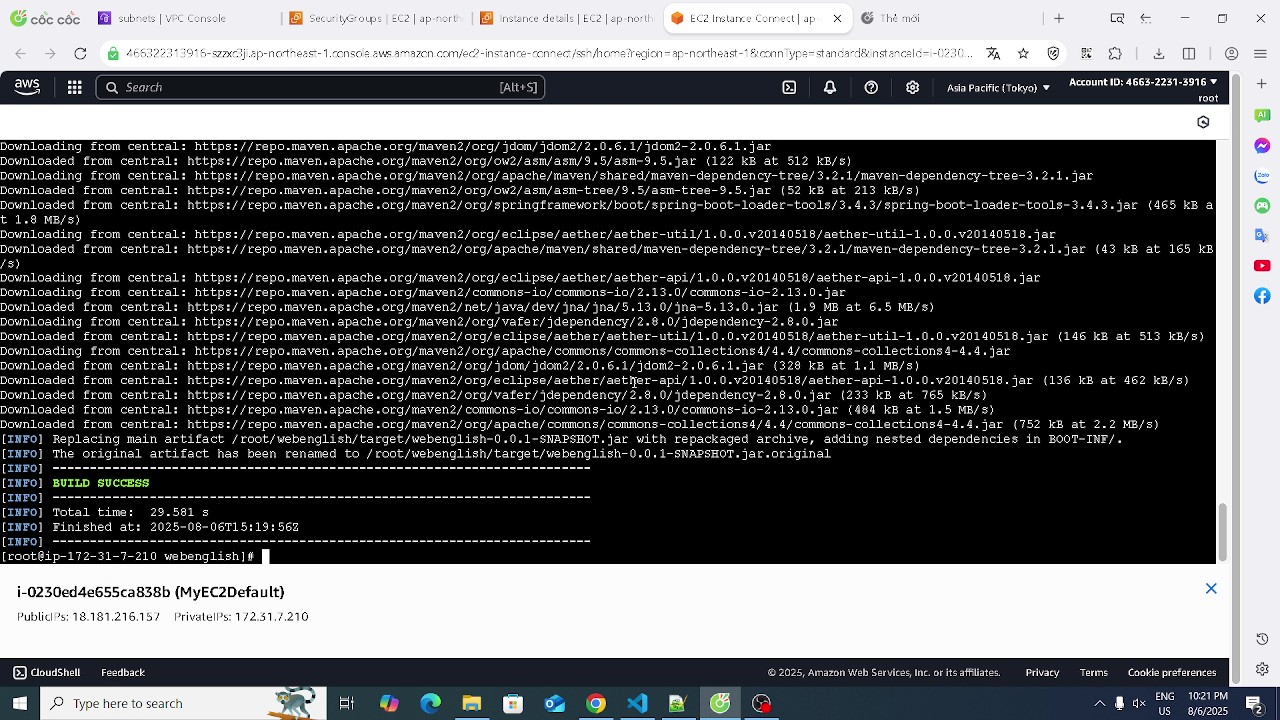 cốc cốc
subnets | VPC Console
SecurityGroups | EC2 | ap-north
Instance details | EC2 | ap-north
EC2 Instance Connect | ap-
Thẻ mới
466322313916-szzxc3ji.ap-northeast-1.console.aws.amazon.com/ec2-instance-connect/ssh/home?region=ap-northeast-1&connType=standard&instanceId=i-0230...
aws
Search
[Alt+S]
Asia Pacific (Tokyo)
Account ID: 4663-2231-3916
root
Downloading from central: https://repo.maven.apache.org/maven2/org/jdom/jdom2/2.0.6.1/jdom2-2.0.6.1.jar
Downloaded from central: https://repo.maven.apache.org/maven2/org/ow2/asm/asm/9.5/asm-9.5.jar (122 kB at 512 kB/s)
Downloading from central: https://repo.maven.apache.org/maven2/org/apache/maven/shared/maven-dependency-tree/3.2.1/maven-dependency-tree-3.2.1.jar
Downloaded from central: https://repo.maven.apache.org/maven2/org/ow2/asm/asm-tree/9.5/asm-tree-9.5.jar (52 kB at 213 kB/s)
Downloaded from central: https://repo.maven.apache.org/maven2/org/springframework/boot/spring-boot-loader-tools/3.4.3/spring-boot-loader-tools-3.4.3.jar (465 kB a
t 1.8 MB/s)
Downloading from central: https://repo.maven.apache.org/maven2/org/eclipse/aether/aether-util/1.0.0.v20140518/aether-util-1.0.0.v20140518.jar
Downloaded from central: https://repo.maven.apache.org/maven2/org/apache/maven/shared/maven-dependency-tree/3.2.1/maven-dependency-tree-3.2.1.jar (43 kB at 165 kB
/s)
Downloading from central: https://repo.maven.apache.org/maven2/org/eclipse/aether/aether-api/1.0.0.v20140518/aether-api-1.0.0.v20140518.jar
Downloading from central: https://repo.maven.apache.org/maven2/commons-io/commons-io/2.13.0/commons-io-2.13.0.jar
Downloaded from central: https://repo.maven.apache.org/maven2/net/java/dev/jna/jna/5.13.0/jna-5.13.0.jar (1.9 MB at 6.5 MB/s)
Downloading from central: https://repo.maven.apache.org/maven2/org/vafer/jdependency/2.8.0/jdependency-2.8.0.jar
Downloaded from central: https://repo.maven.apache.org/maven2/org/eclipse/aether/aether-util/1.0.0.v20140518/aether-util-1.0.0.v20140518.jar (146 kB at 513 kB/s)
Downloading from central: https://repo.maven.apache.org/maven2/org/apache/commons/commons-collections4/4.4/commons-collections4-4.4.jar
Downloaded from central: https://repo.maven.apache.org/maven2/org/jdom/jdom2/2.0.6.1/jdom2-2.0.6.1.jar (328 kB at 1.1 MB/s)
Downloaded from central: https://repo.maven.apache.org/maven2/org/eclipse/aether/aether-api/1.0.0.v20140518/aether-api-1.0.0.v20140518.jar (136 kB at 462 kB/s)
Downloaded from central: https://repo.maven.apache.org/maven2/org/vafer/jdependency/2.8.0/jdependency-2.8.0.jar (233 kB at 765 kB/s)
Downloaded from central: https://repo.maven.apache.org/maven2/commons-io/commons-io/2.13.0/commons-io-2.13.0.jar (484 kB at 1.5 MB/s)
Downloaded from central: https://repo.maven.apache.org/maven2/org/apache/commons/commons-collections4/4.4/commons-collections4-4.4.jar (752 kB at 2.2 MB/s)
[INFO] Replacing main artifact /root/webenglish/target/webenglish-0.0.1-SNAPSHOT.jar with repackaged archive, adding nested dependencies in BOOT-INF/.
[INFO] The original artifact has been renamed to /root/webenglish/target/webenglish-0.0.1-SNAPSHOT.jar.original
[INFO] ------------------------------------------------------------------------
[INFO] BUILD SUCCESS
[INFO] ------------------------------------------------------------------------
[INFO] Total time:  29.581 s
[INFO] Finished at: 2025-08-06T15:19:56Z
[INFO] ------------------------------------------------------------------------
[root@ip-172-31-7-210 webenglish]#
i-0230ed4e655ca838b (MyEC2Default)
PublicIPs: 18.181.216.157 PrivateIPs: 172.31.7.210
CloudShell
Feedback
© 2025, Amazon Web Services, Inc. or its affiliates.
Privacy
Terms
Cookie preferences
Type here to search
ENG
US
10:21 PM
8/6/2025
2
AI
Zalo